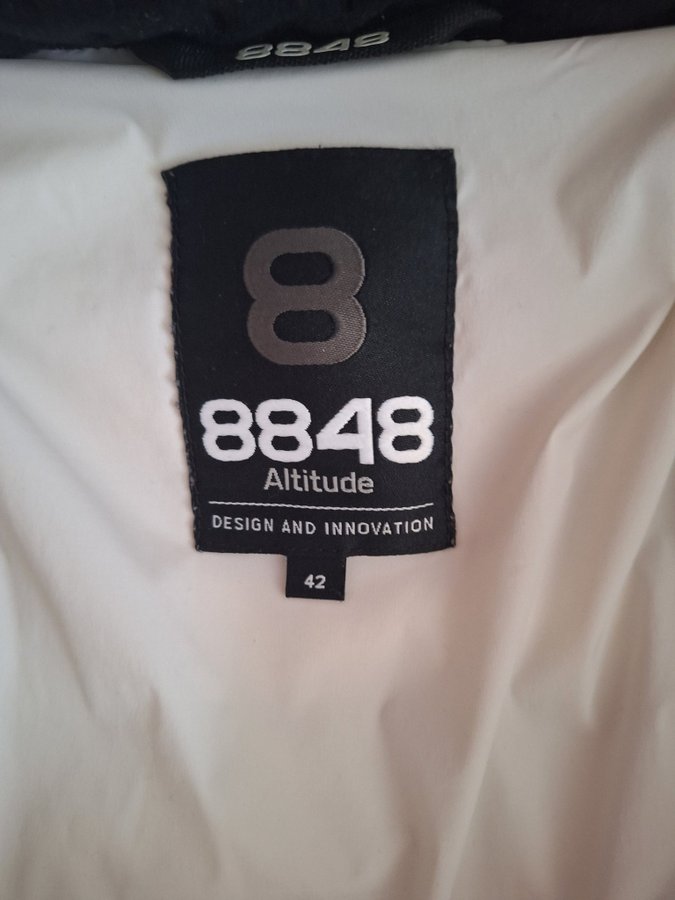 8848
8
8848
Altitude
DESIGN AND INNOVATION
42